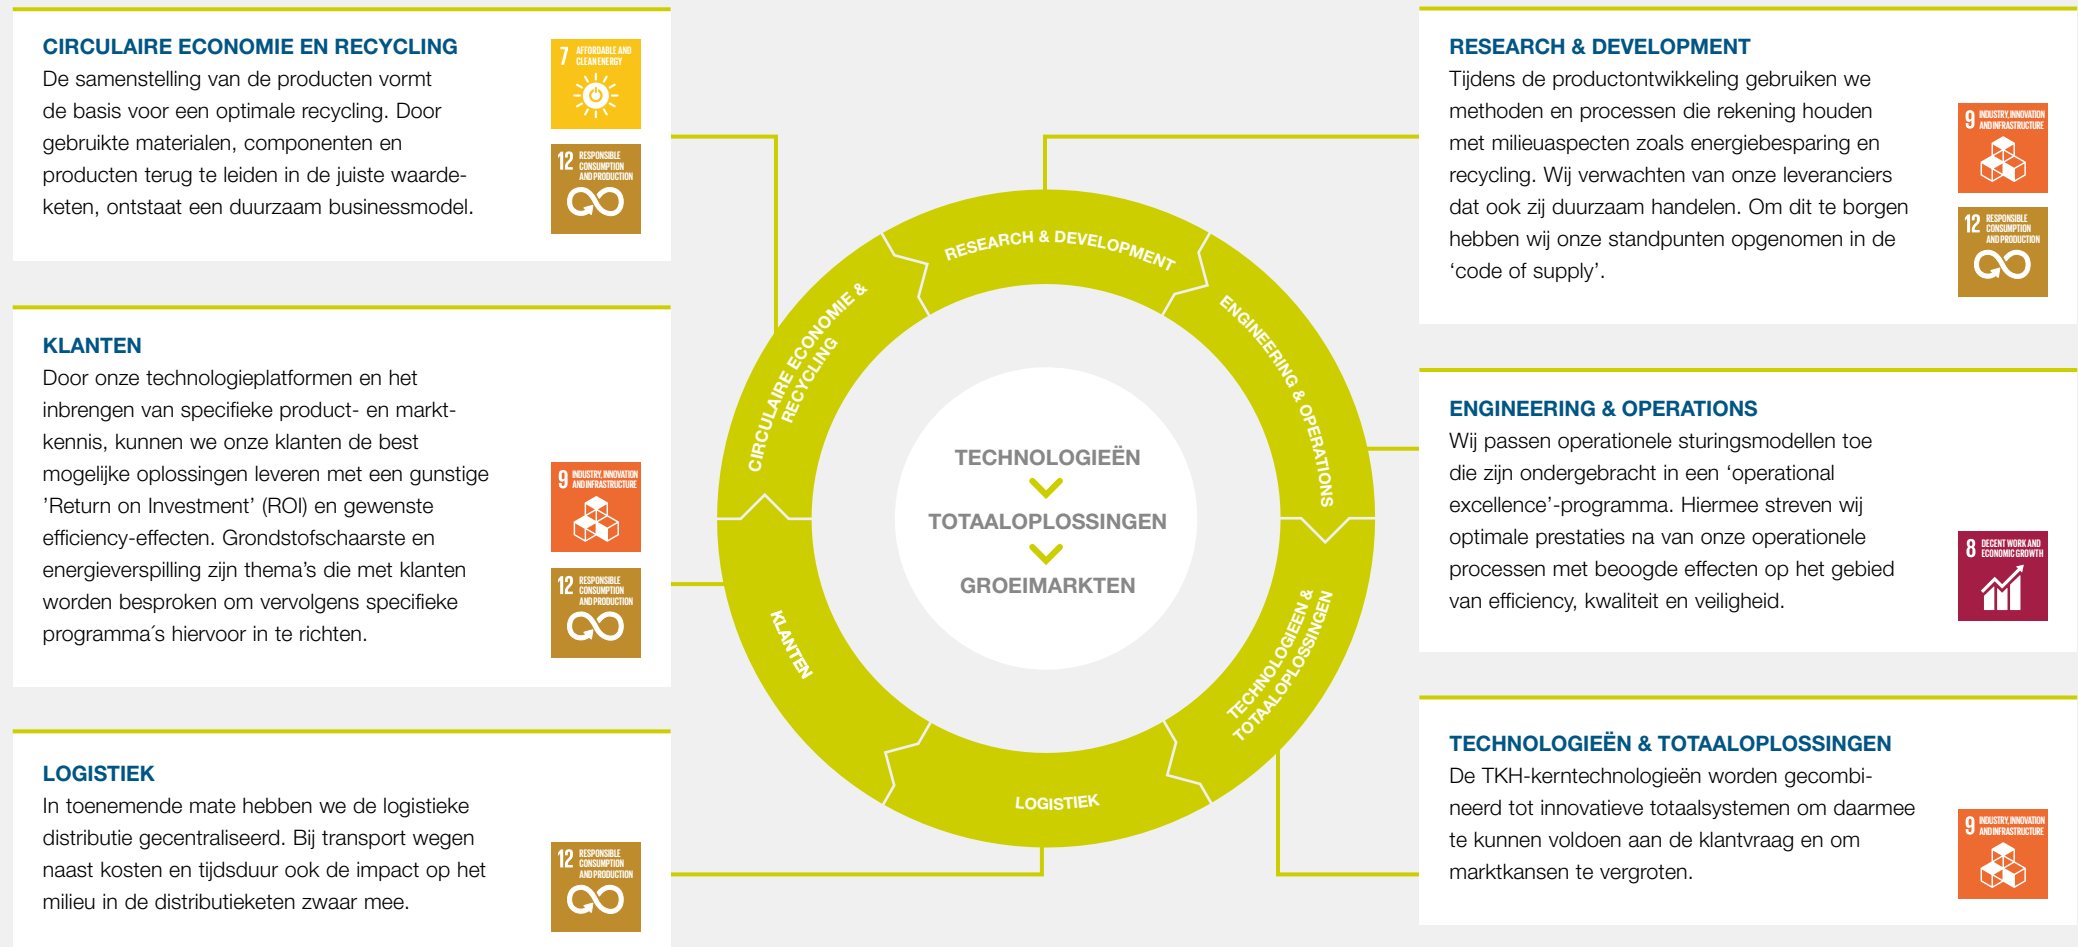 CIRCULAIRE ECONOMIE EN RECYCLING
De samenstelling van de producten vormt
de basis voor een optimale recycling. Door
gebruikte materialen, componenten en
producten terug te leiden in de juiste waarde-
keten, ontstaat een duurzaam businessmodel.
7 AFFORDABLE AND
CLEAN ENERGY
12 RESPONSIBLE
CONSUMPTION
AND PRODUCTION
KLANTEN
Door onze technologieplatformen en het
inbrengen van specifieke product- en markt-
kennis, kunnen we onze klanten de best
mogelijke oplossingen leveren met een gunstige
’Return on Investment’ (ROI) en gewenste
efficiency-effecten. Grondstofschaarste en
energieverspilling zijn thema’s die met klanten
worden besproken om vervolgens specifieke
programma´s hiervoor in te richten.
9 INDUSTRY, INNOVATION
AND INFRASTRUCTURE
12 RESPONSIBLE
CONSUMPTION
AND PRODUCTION
LOGISTIEK
In toenemende mate hebben we de logistieke
distributie gecentraliseerd. Bij transport wegen
naast kosten en tijdsduur ook de impact op het
milieu in de distributieketen zwaar mee.
12 RESPONSIBLE
CONSUMPTION
AND PRODUCTION
RESEARCH & DEVELOPMENT
ENGINEERING & OPERATIONS
TECHNOLOGIEEN &
TOTAALOPLOSSINGEN
LOGISTIEK
KLANTEN
CIRCULAIRE ECONOMIE &
RECYCLING
TECHNOLOGIEËN
TOTAALOPLOSSINGEN
GROEIMARKTEN
RESEARCH & DEVELOPMENT
Tijdens de productontwikkeling gebruiken we
methoden en processen die rekening houden
met milieuaspecten zoals energiebesparing en
recycling. Wij verwachten van onze leveranciers
dat ook zij duurzaam handelen. Om dit te borgen
hebben wij onze standpunten opgenomen in de
‘code of supply’.
9 INDUSTRY, INNOVATION
AND INFRASTRUCTURE
12 RESPONSIBLE
CONSUMPTION
AND PRODUCTION
ENGINEERING & OPERATIONS
Wij passen operationele sturingsmodellen toe
die zijn ondergebracht in een ‘operational
excellence’-programma. Hiermee streven wij
optimale prestaties na van onze operationele
processen met beoogde effecten op het gebied
van efficiency, kwaliteit en veiligheid.
8 DECENT WORK AND
ECONOMIC GROWTH
TECHNOLOGIEËN & TOTAALOPLOSSINGEN
De TKH-kerntechnologieën worden gecombi-
neerd tot innovatieve totaalsystemen om daarmee
te kunnen voldoen aan de klantvraag en om
marktkansen te vergroten.
9 INDUSTRY, INNOVATION
AND INFRASTRUCTURE